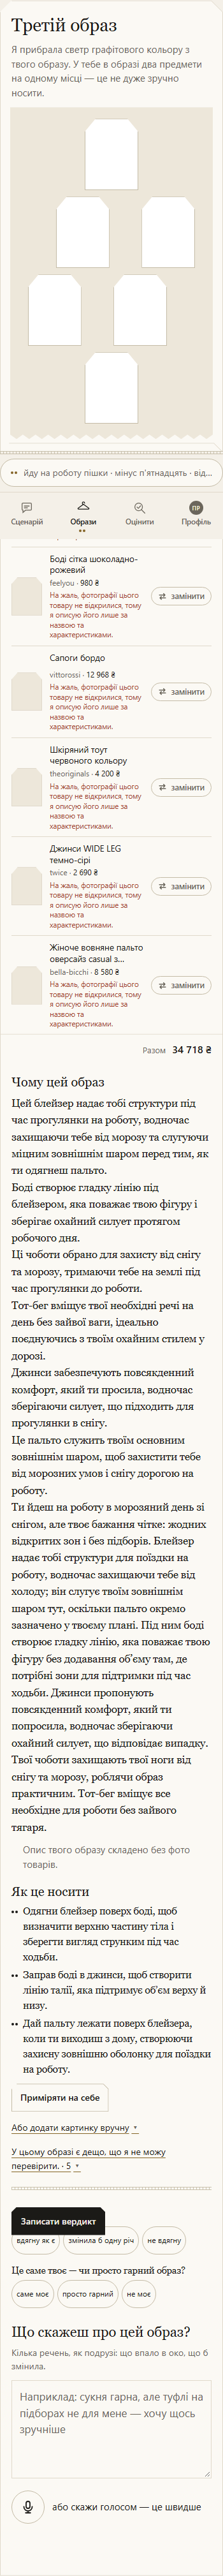 Третій образ
Я прибрала светр графітового кольору з
твого образу. У тебе в образі два предмети
на одному місці — це не дуже зручно
носити.
•• йду на роботу пішки · мінус п'ятнадцять · від...
Сценарій
Образи
Оцінити
ПР
Профіль
Боді сітка шоколадно-
рожевий
feelyou · 980 ₴
На жаль, фотографії цього
товару не відкрилися, тому
я описую його лише за
назвою та
характеристиками.
замінити
Сапоги бордо
vittorossi · 12 968 ₴
На жаль, фотографії цього
товару не відкрилися, тому
я описую його лише за
назвою та
характеристиками.
замінити
Шкіряний тоут
червоного кольору
theoriginals · 4 200 ₴
На жаль, фотографії цього
товару не відкрилися, тому
я описую його лише за
назвою та
характеристиками.
замінити
Джинси WIDE LEG
темно-сірі
twice · 2 690 ₴
На жаль, фотографії цього
товару не відкрилися, тому
я описую його лише за
назвою та
характеристиками.
замінити
Жіноче вовняне пальто
оверсайз casual з...
bella-bicchi · 8 580 ₴
На жаль, фотографії цього
товару не відкрилися, тому
я описую його лише за
назвою та
характеристиками.
замінити
Разом 34 718 ₴
Чому цей образ
Цей блейзер надає тобі структури під
час прогулянки на роботу, водночас
захищаючи тебе від морозу та слугуючи
міцним зовнішнім шаром перед тим, як
ти одягнеш пальто.
Боді створює гладку лінію під
блейзером, яка поважає твою фігуру і
зберігає охайний силует протягом
робочого дня.
Ці чоботи обрано для захисту від снігу
та морозу, тримаючи тебе на землі під
час прогулянки до роботи.
Тот-бег вміщує твої необхідні речі на
день без зайвої ваги, ідеально
поєднуючись з твоїм охайним стилем у
дорозі.
Джинси забезпечують повсякденний
комфорт, який ти просила, водночас
зберігаючи силует, що підходить для
прогулянки в снігу.
Це пальто служить твоїм основним
зовнішнім шаром, щоб захистити тебе
від морозних умов і снігу дорогою на
роботу.
Ти йдеш на роботу в морозяний день зі
снігом, але твоє бажання чітке: жодних
відкритих зон і без підборів. Блейзер
надає тобі структури для поїздки на
роботу, водночас захищаючи тебе від
холоду; він слугує твоїм зовнішнім
шаром тут, оскільки пальто окремо
зазначено у твоєму плані. Під ним боді
створює гладку лінію, яка поважає твою
фігуру без додавання об'єму там, де
потрібні зони для підтримки під час
ходьби. Джинси пропонують
повсякденний комфорт, який ти
попросила, водночас зберігаючи
охайний силует, що відповідає випадку.
Твої чоботи захищають твої ноги від
снігу та морозу, роблячи образ
практичним. Тот-бег вміщує все
необхідне для роботи без зайвого
тягаря.
Опис твого образу складено без фото
товарів.
Як це носити
•• Одягни блейзер поверх боді, щоб
визначити верхню частину тіла і
зберегти вигляд струнким під час
ходьби.
•• Заправ боді в джинси, щоб створити
лінію талії, яка підтримує об'єм верху й
низу.
•• Дай пальту лежати поверх блейзера,
коли ти виходиш з дому, створюючи
захисну зовнішню оболонку для поїздки
на роботу.
Приміряти на себе
Або додати картинку вручну
У цьому образі є дещо, що я не можу
перевірити. · 5
Записати вердикт
вдягну як є
змінила б одну річ
не вдягну
Це саме твоє — чи просто гарний образ?
саме моє
просто гарний
не моє
Що скажеш про цей образ?
Кілька речень, як подрузі: що впало в око, що б
змінила.
Наприклад: сукня гарна, але туфлі на
підборах не для мене — хочу щось
зручніше
або скажи голосом — це швидше